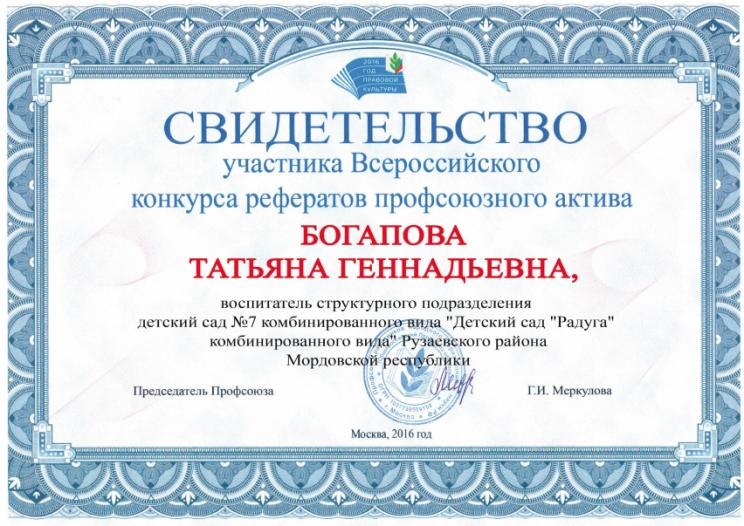 2016
ГОД
ПРАВОВОЙ
КУЛЬТУРЫ
СВИДЕТЕЛЬСТВО
участника Всероссийского
конкурса рефератов профсоюзного актива
БОГАПОВА
ТАТЬЯНА ГЕННАДЬЕВНА,
воспитатель структурного подразделения
детский сад №7 комбинированного вида "Детский сад "Радуга"
комбинированного вида" Рузаевского района
Мордовской республики
Председатель Профсоюза
Г.И. Меркулова
Москва, 2016 год